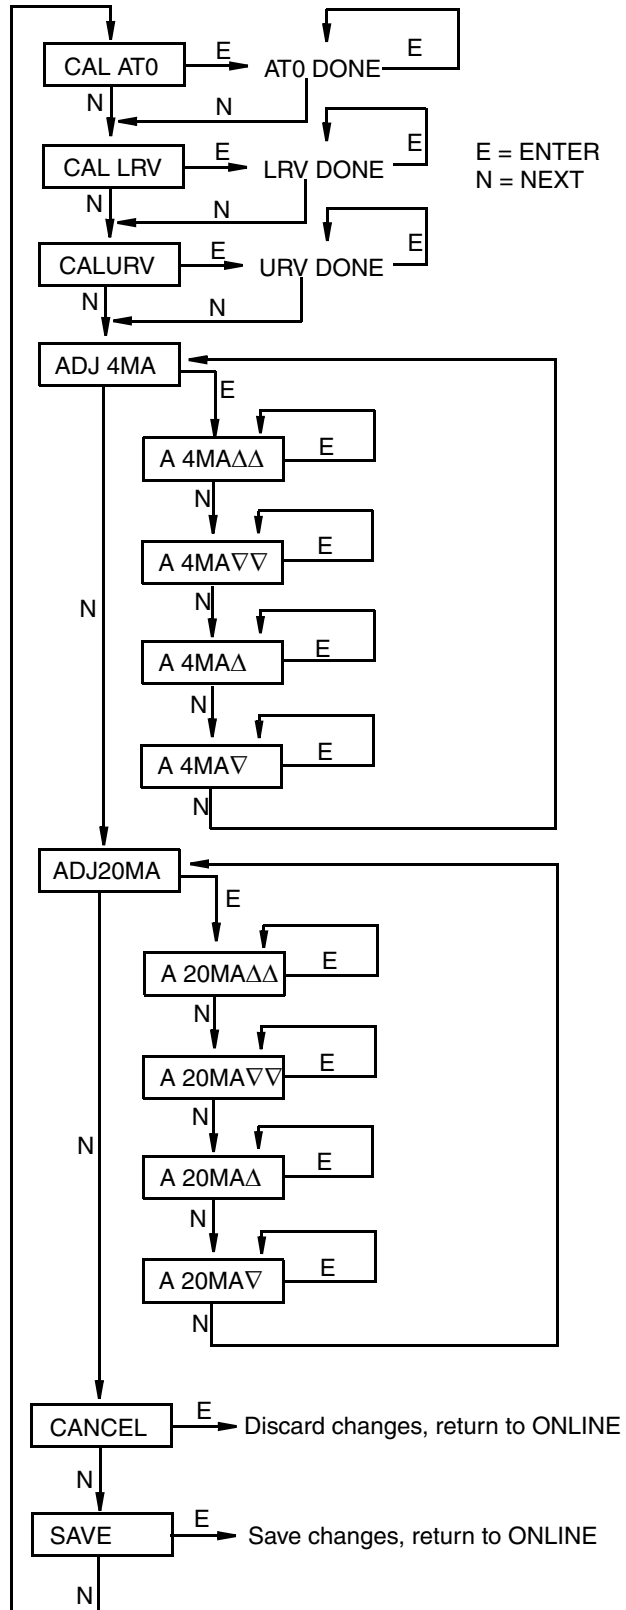 E
E
CAL AT0
AT0 DONE
N
N
E
E
CAL LRV
LRV DONE
E = ENTER
N = NEXT
N
N
E
E
CALURV
URV DONE
N
N
ADJ 4MA
E
E
A 4MA∆∆
N
E
A 4MA∇∇
N
N
E
A 4MA∆
N
E
A 4MA∇
N
ADJ20MA
E
E
A 20MA∆∆
N
E
A 20MA∇∇
N
N
E
A 20MA∆
N
E
A 20MA∇
N
E
CANCEL
Discard changes, return to ONLINE
N
E
SAVE
Save changes, return to ONLINE
N